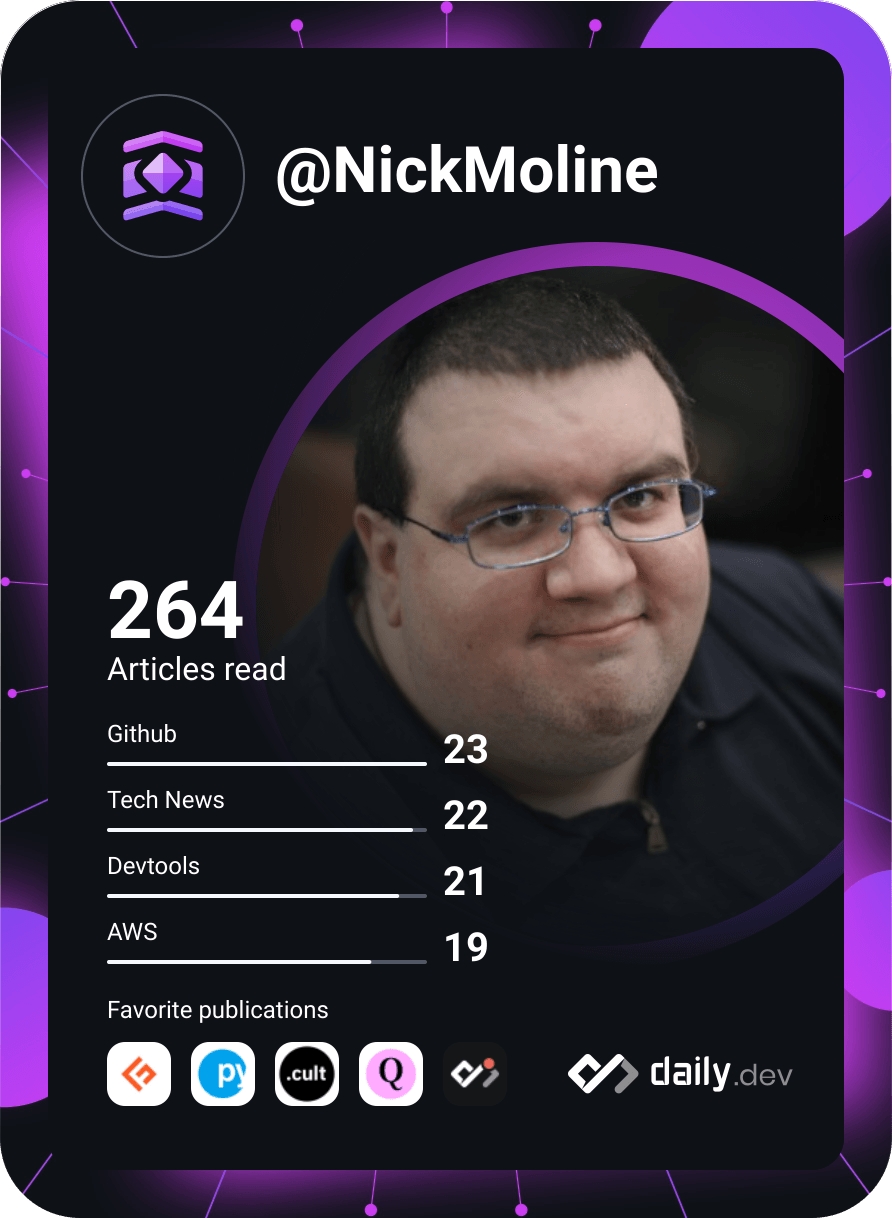 @NickMoline
264
Articles read
Github
23
Tech News
22
Devtools
21
AWS
19
Favorite publications
py
.cult
Q
daily.dev